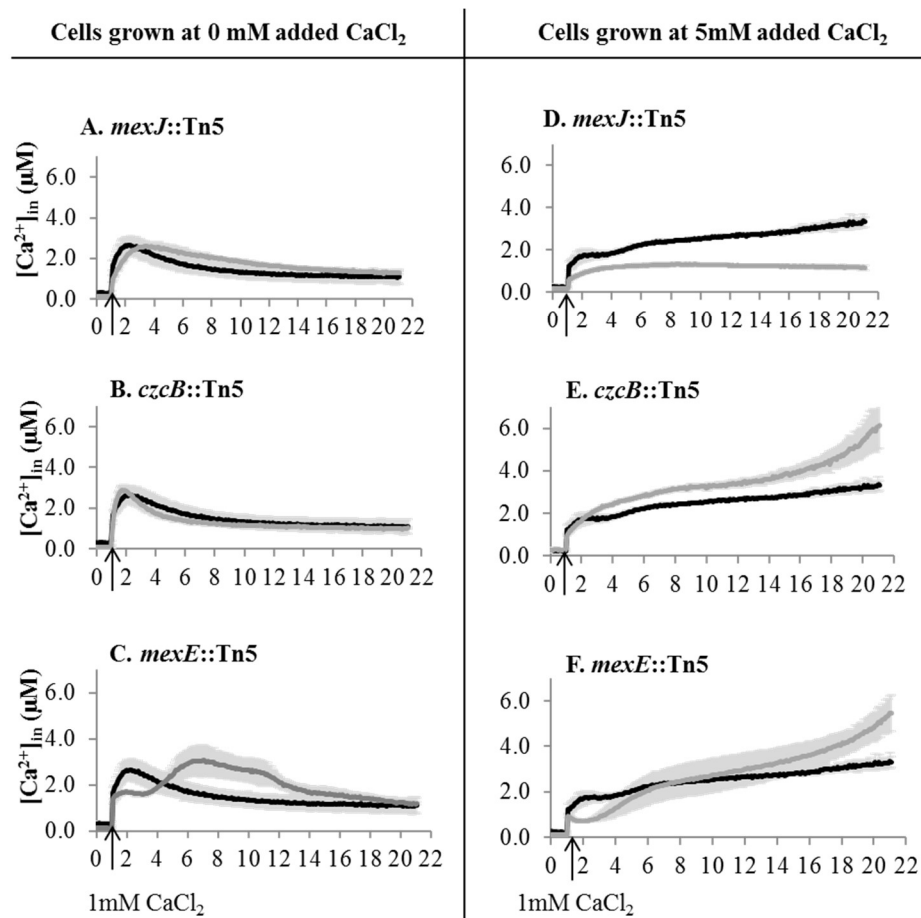 Cells grown at 0 mM added CaCl₂
Cells grown at 5mM added CaCl₂
A. mexJ::Tn5
[Ca²⁺]in (μM)
6.0
4.0
2.0
0.0
0 2 4 6 8 10 12 14 16 18 20 22
D. mexJ::Tn5
6.0
4.0
2.0
0.0
0 2 4 6 8 10 12 14 16 18 20 22
B. czcB::Tn5
[Ca²⁺]in (μM)
6.0
4.0
2.0
0.0
0 2 4 6 8 10 12 14 16 18 20 22
E. czcB::Tn5
6.0
4.0
2.0
0.0
0 2 4 6 8 10 12 14 16 18 20 22
C. mexE::Tn5
[Ca²⁺]in (μM)
6.0
4.0
2.0
0.0
0 2 4 6 8 10 12 14 16 18 20 22
1mM CaCl₂
F. mexE::Tn5
6.0
4.0
2.0
0.0
0 2 4 6 8 10 12 14 16 18 20 22
1mM CaCl₂